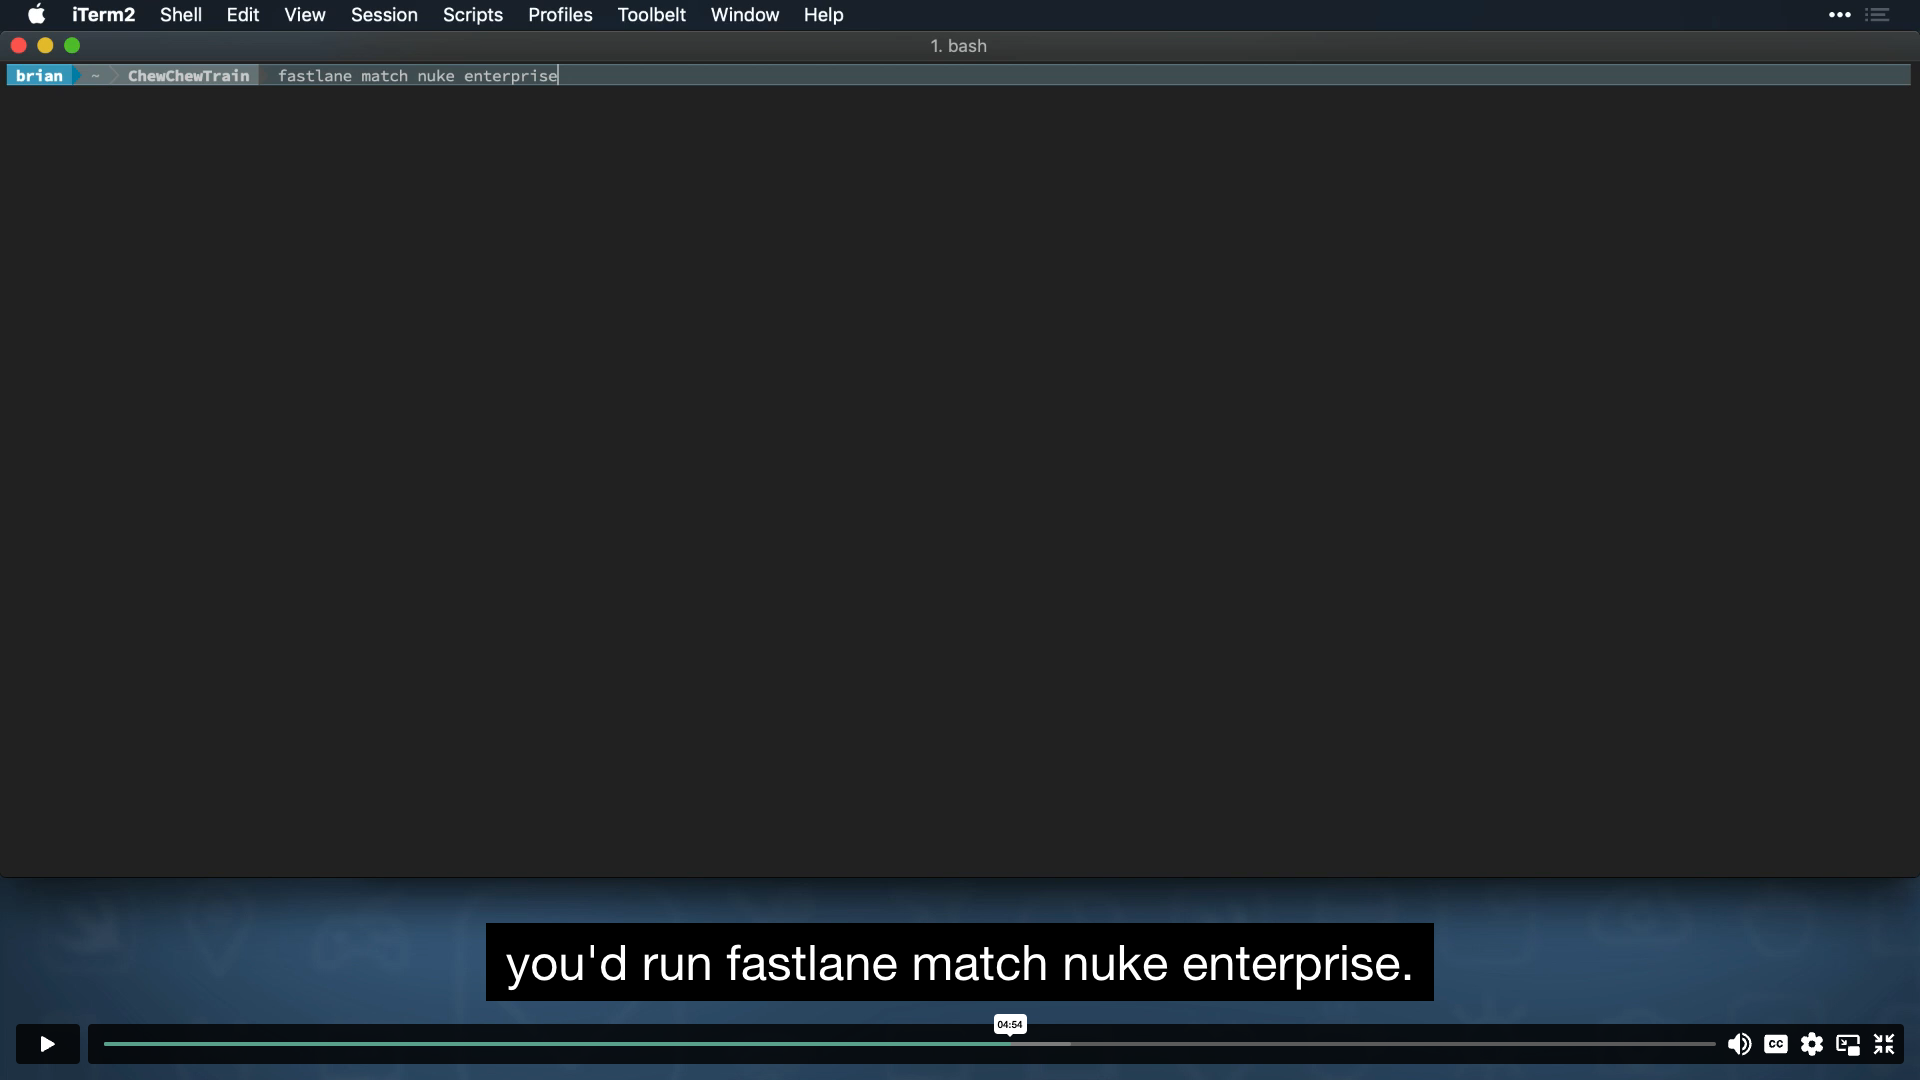 iTerm2 Shell Edit View Session Scripts Profiles Toolbelt Window Help
1. bash
brian ~ ChewChewTrain fastlane match nuke enterprise
you'd run fastlane match nuke enterprise.
04:54
CC